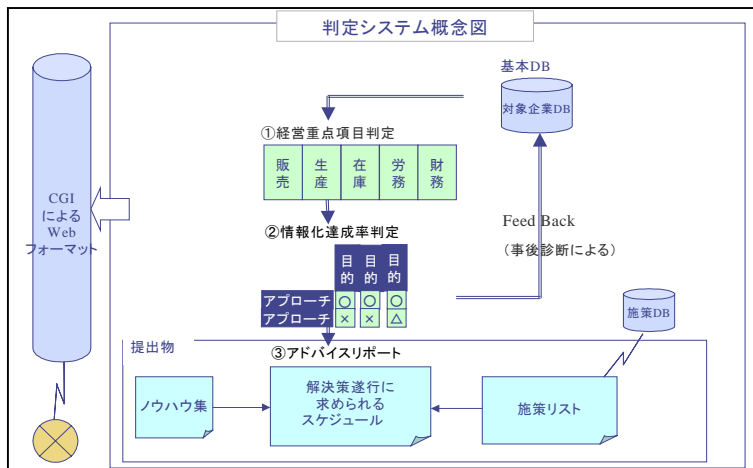 判定システム概念図
基本DB
対象企業DB
①経営重点項目判定
販売
生産
在庫
労務
財務
CGI
による
Web
フォーマット
Feed Back
（事後診断による）
②情報化達成率判定
目的
目的
目的
アプローチ
○
○
○
アプローチ
×
×
△
施策DB
提出物
③アドバイスリポート
ノウハウ集
解決策遂行に
求められる
スケジュール
施策リスト